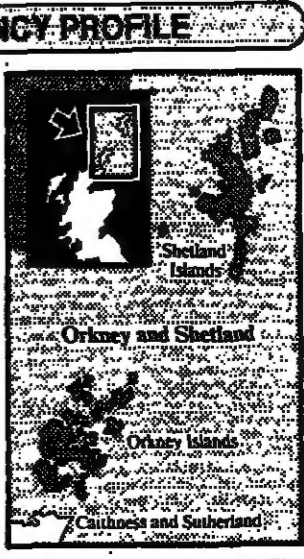 NCY PROFILE
Shetland
Islands
Orkney and Shetland
Orkney Islands
Caithness and Sutherland